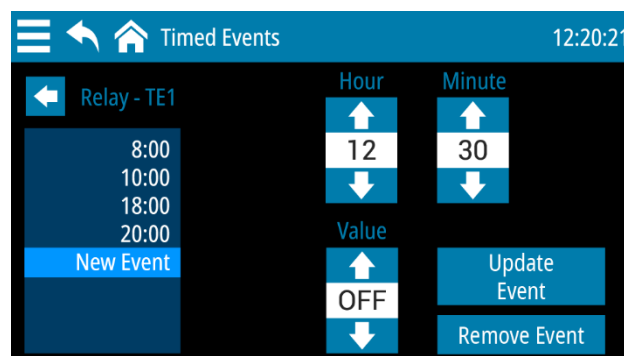 Timed Events
12:20:21
Relay - TE1
8:00
10:00
18:00
20:00
New Event
Hour
12
Minute
30
Value
OFF
Update
Event
Remove Event